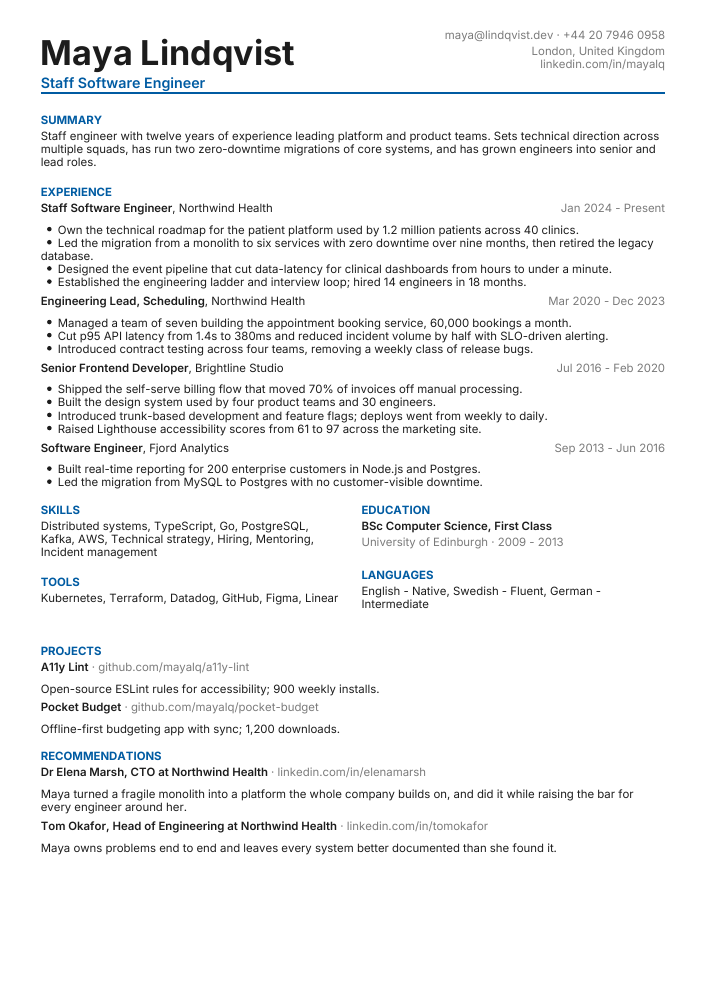 Maya Lindqvist
Staff Software Engineer
maya@lindqvist.dev · +44 20 7946 0958
London, United Kingdom
linkedin.com/in/mayalq
SUMMARY
Staff engineer with twelve years of experience leading platform and product teams. Sets technical direction across
multiple squads, has run two zero-downtime migrations of core systems, and has grown engineers into senior and
lead roles.
EXPERIENCE
Staff Software Engineer, Northwind Health Jan 2024 - Present
• Own the technical roadmap for the patient platform used by 1.2 million patients across 40 clinics.
• Led the migration from a monolith to six services with zero downtime over nine months, then retired the legacy
database.
• Designed the event pipeline that cut data-latency for clinical dashboards from hours to under a minute.
• Established the engineering ladder and interview loop; hired 14 engineers in 18 months.
Engineering Lead, Scheduling, Northwind Health Mar 2020 - Dec 2023
• Managed a team of seven building the appointment booking service, 60,000 bookings a month.
• Cut p95 API latency from 1.4s to 380ms and reduced incident volume by half with SLO-driven alerting.
• Introduced contract testing across four teams, removing a weekly class of release bugs.
Senior Frontend Developer, Brightline Studio Jul 2016 - Feb 2020
• Shipped the self-serve billing flow that moved 70% of invoices off manual processing.
• Built the design system used by four product teams and 30 engineers.
• Introduced trunk-based development and feature flags; deploys went from weekly to daily.
• Raised Lighthouse accessibility scores from 61 to 97 across the marketing site.
Software Engineer, Fjord Analytics Sep 2013 - Jun 2016
• Built real-time reporting for 200 enterprise customers in Node.js and Postgres.
• Led the migration from MySQL to Postgres with no customer-visible downtime.
SKILLS
Distributed systems, TypeScript, Go, PostgreSQL,
Kafka, AWS, Technical strategy, Hiring, Mentoring,
Incident management
TOOLS
Kubernetes, Terraform, Datadog, GitHub, Figma, Linear
EDUCATION
BSc Computer Science, First Class
University of Edinburgh · 2009 - 2013
LANGUAGES
English - Native, Swedish - Fluent, German -
Intermediate
PROJECTS
A11y Lint · github.com/mayalq/a11y-lint
Open-source ESLint rules for accessibility; 900 weekly installs.
Pocket Budget · github.com/mayalq/pocket-budget
Offline-first budgeting app with sync; 1,200 downloads.
RECOMMENDATIONS
Dr Elena Marsh, CTO at Northwind Health · linkedin.com/in/elenamarsh
Maya turned a fragile monolith into a platform the whole company builds on, and did it while raising the bar for
every engineer around her.
Tom Okafor, Head of Engineering at Northwind Health · linkedin.com/in/tomokafor
Maya owns problems end to end and leaves every system better documented than she found it.